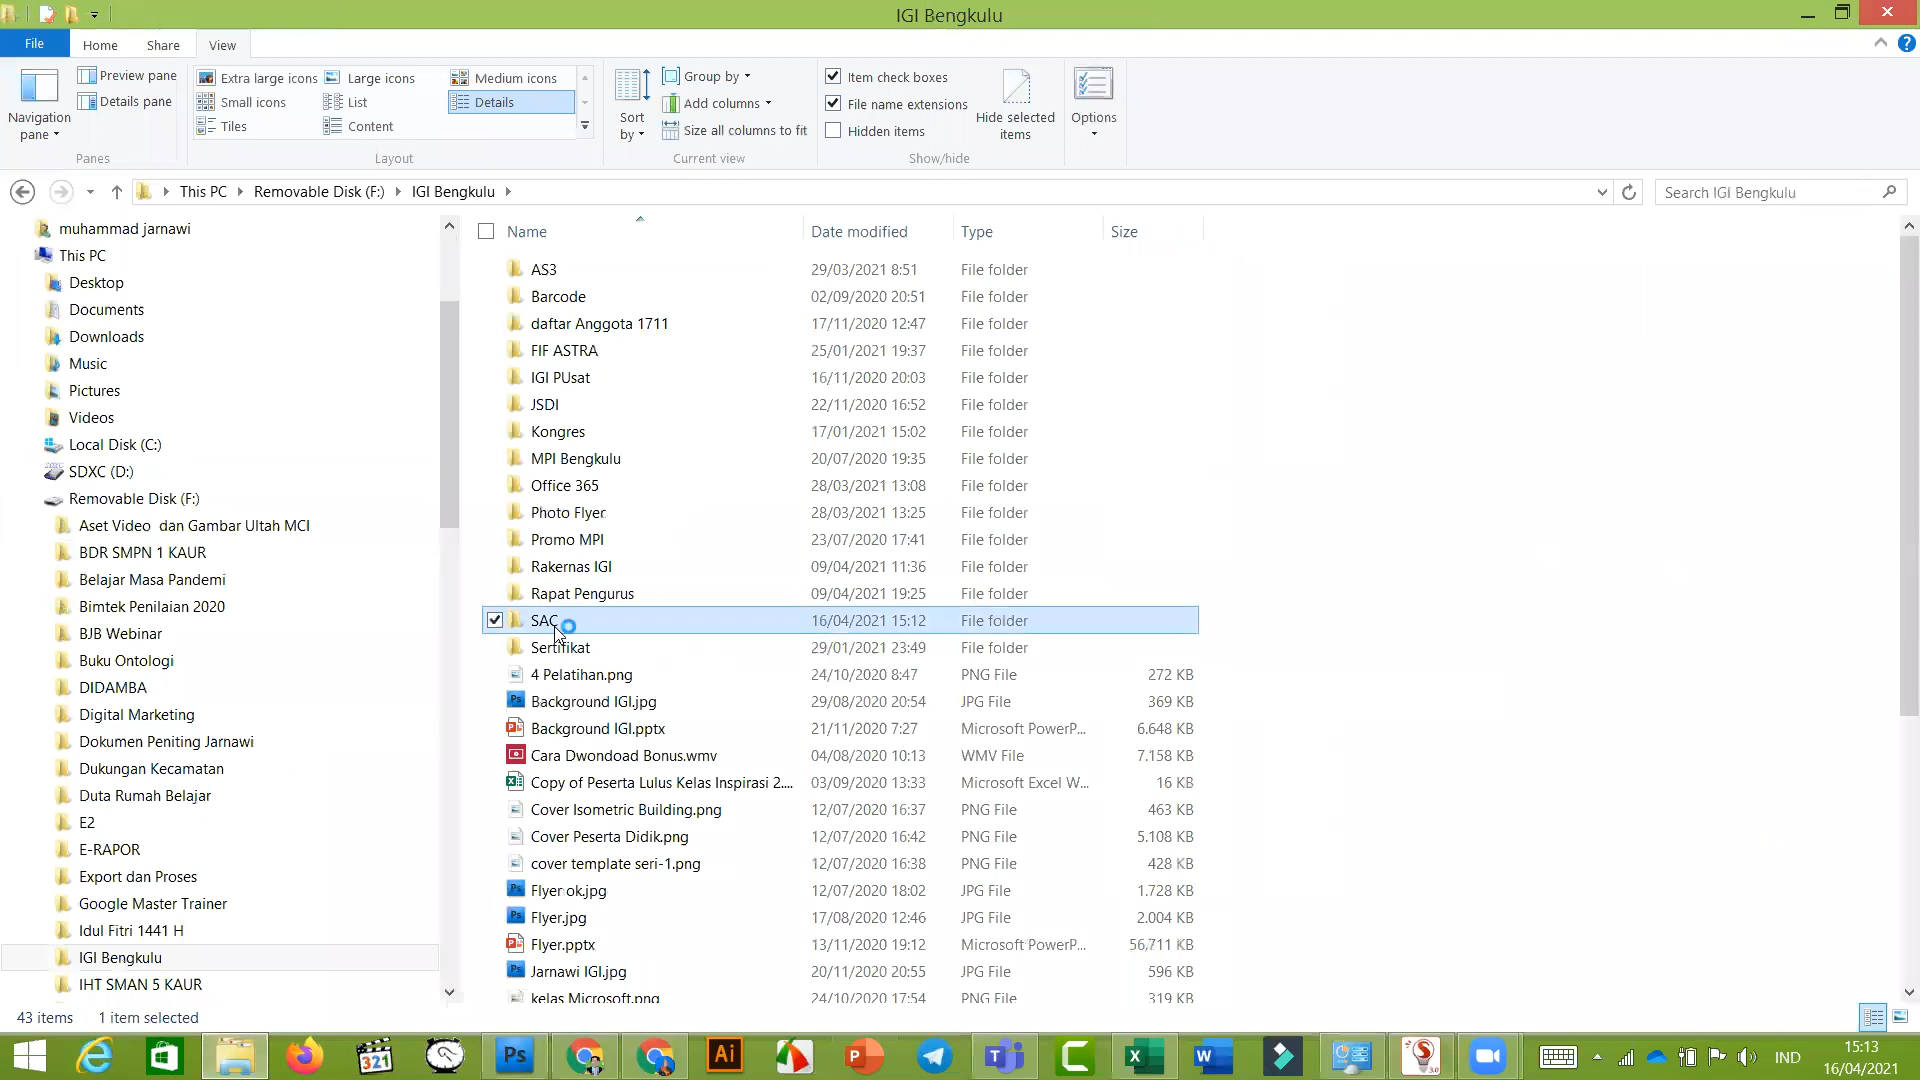 IGI Bengkulu
File
Home
Share
View
Navigation
pane
Preview pane
Details pane
Panes
Extra large icons
Large icons
Medium icons
Small icons
List
Details
Tiles
Content
Layout
Sort
by
Group by
Add columns
Size all columns to fit
Current view
Item check boxes
File name extensions
Hidden items
Hide selected
items
Show/hide
Options
This PC
Removable Disk (F:)
IGI Bengkulu
Search IGI Bengkulu
muhammad jarnawi
This PC
Desktop
Documents
Downloads
Music
Pictures
Videos
Local Disk (C:)
SDXC (D:)
Removable Disk (F:)
Aset Video dan Gambar Ultah MCI
BDR SMPN 1 KAUR
Belajar Masa Pandemi
Bimtek Penilaian 2020
BJB Webinar
Buku Ontologi
DIDAMBA
Digital Marketing
Dokumen Peniting Jarnawi
Dukungan Kecamatan
Duta Rumah Belajar
E2
E-RAPOR
Export dan Proses
Google Master Trainer
Idul Fitri 1441 H
IGI Bengkulu
IHT SMAN 5 KAUR
Name Date modified Type Size
AS3 29/03/2021 8:51 File folder
Barcode 02/09/2020 20:51 File folder
daftar Anggota 1711 17/11/2020 12:47 File folder
FIF ASTRA 25/01/2021 19:37 File folder
IGI PUsat 16/11/2020 20:03 File folder
JSDI 22/11/2020 16:52 File folder
Kongres 17/01/2021 15:02 File folder
MPI Bengkulu 20/07/2020 19:35 File folder
Office 365 28/03/2021 13:08 File folder
Photo Flyer 28/03/2021 13:25 File folder
Promo MPI 23/07/2020 17:41 File folder
Rakernas IGI 09/04/2021 11:36 File folder
Rapat Pengurus 09/04/2021 19:25 File folder
SAC 16/04/2021 15:12 File folder
Sertifikat 29/01/2021 23:49 File folder
4 Pelatihan.png 24/10/2020 8:47 PNG File 272 KB
Background IGI.jpg 29/08/2020 20:54 JPG File 369 KB
Background IGI.pptx 21/11/2020 7:27 Microsoft PowerP... 6.648 KB
Cara Dwondoad Bonus.wmv 04/08/2020 10:13 WMV File 7.158 KB
Copy of Peserta Lulus Kelas Inspirasi 2.... 03/09/2020 13:33 Microsoft Excel W... 16 KB
Cover Isometric Building.png 12/07/2020 16:37 PNG File 463 KB
Cover Peserta Didik.png 12/07/2020 16:42 PNG File 5.108 KB
cover template seri-1.png 12/07/2020 16:38 PNG File 428 KB
Flyer ok.jpg 12/07/2020 18:02 JPG File 1.728 KB
Flyer.jpg 17/08/2020 12:46 JPG File 2.004 KB
Flyer.pptx 13/11/2020 19:12 Microsoft PowerP... 56,711 KB
Jarnawi IGI.jpg 20/11/2020 20:55 JPG File 596 KB
kelas Microsoft.png 24/10/2020 17:54 PNG File 319 KB
43 items 1 item selected
321
Ps
Ai
IND
15:13
16/04/2021